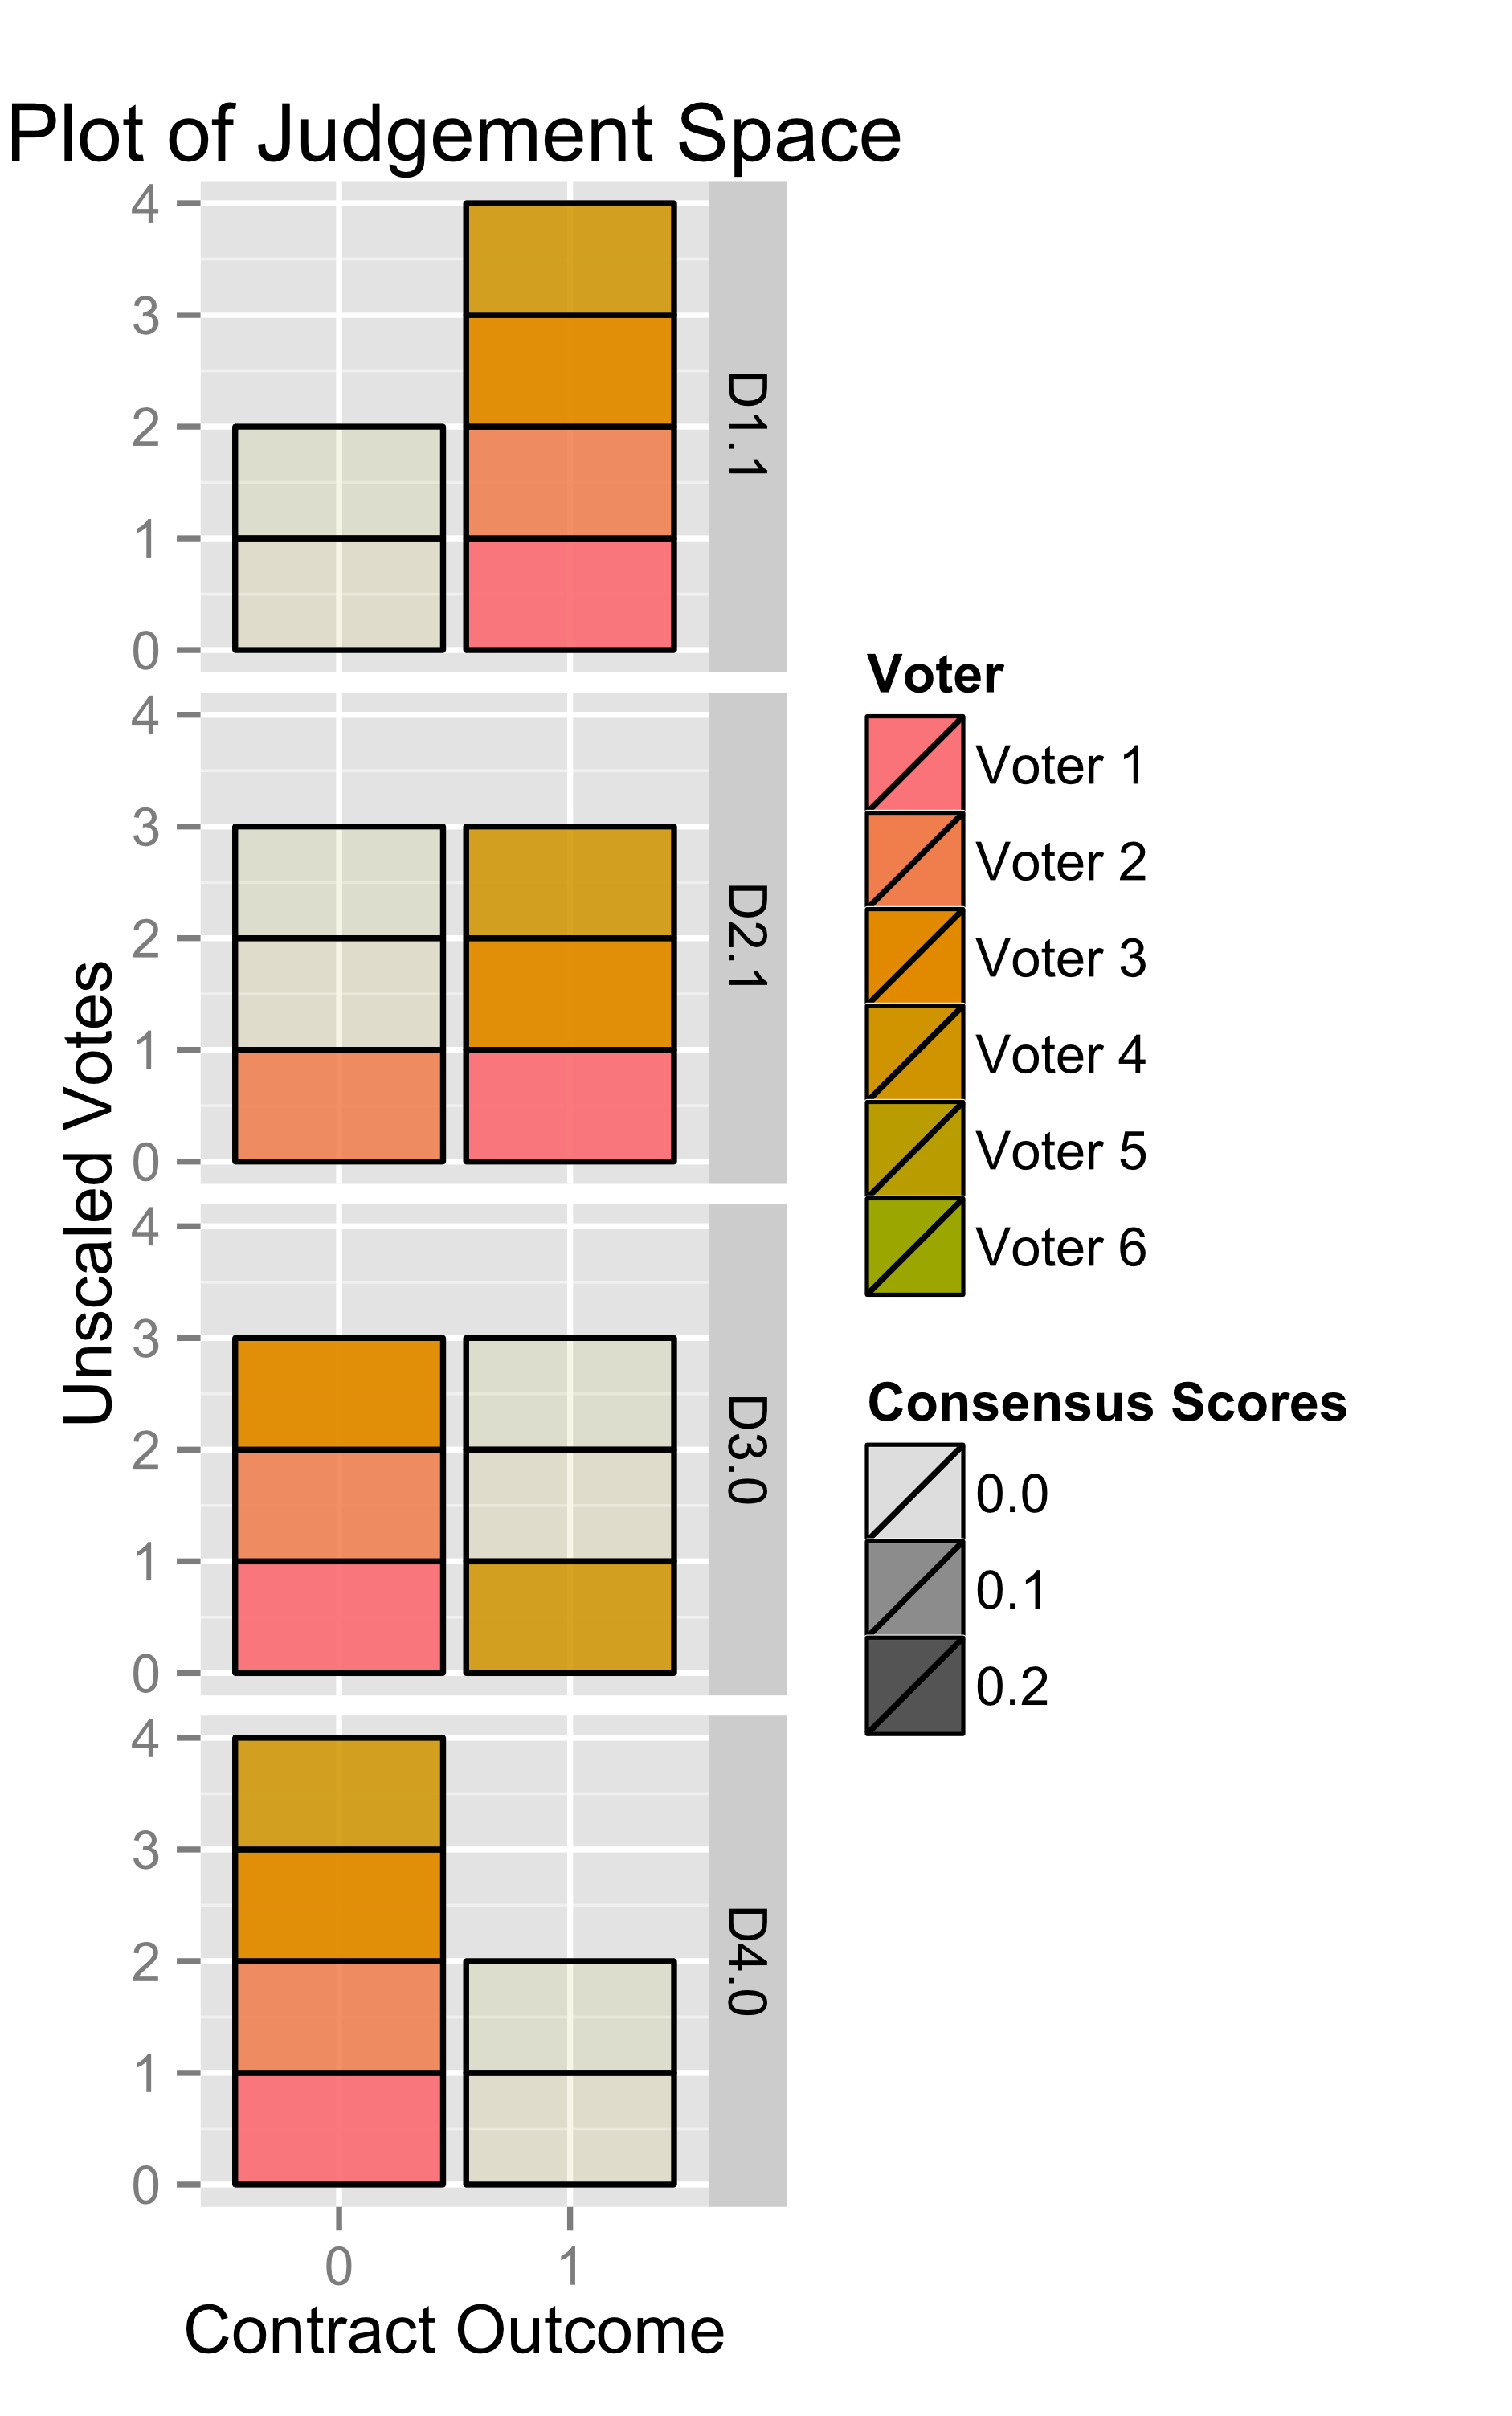 Plot of Judgement Space
4
3
2
1
0
D1.1
4
3
2
1
0
D2.1
4
3
2
1
0
D3.0
4
3
2
1
0
D4.0
0 1
Contract Outcome
Unscaled Votes
Voter
Voter 1
Voter 2
Voter 3
Voter 4
Voter 5
Voter 6
Consensus Scores
0.0
0.1
0.2